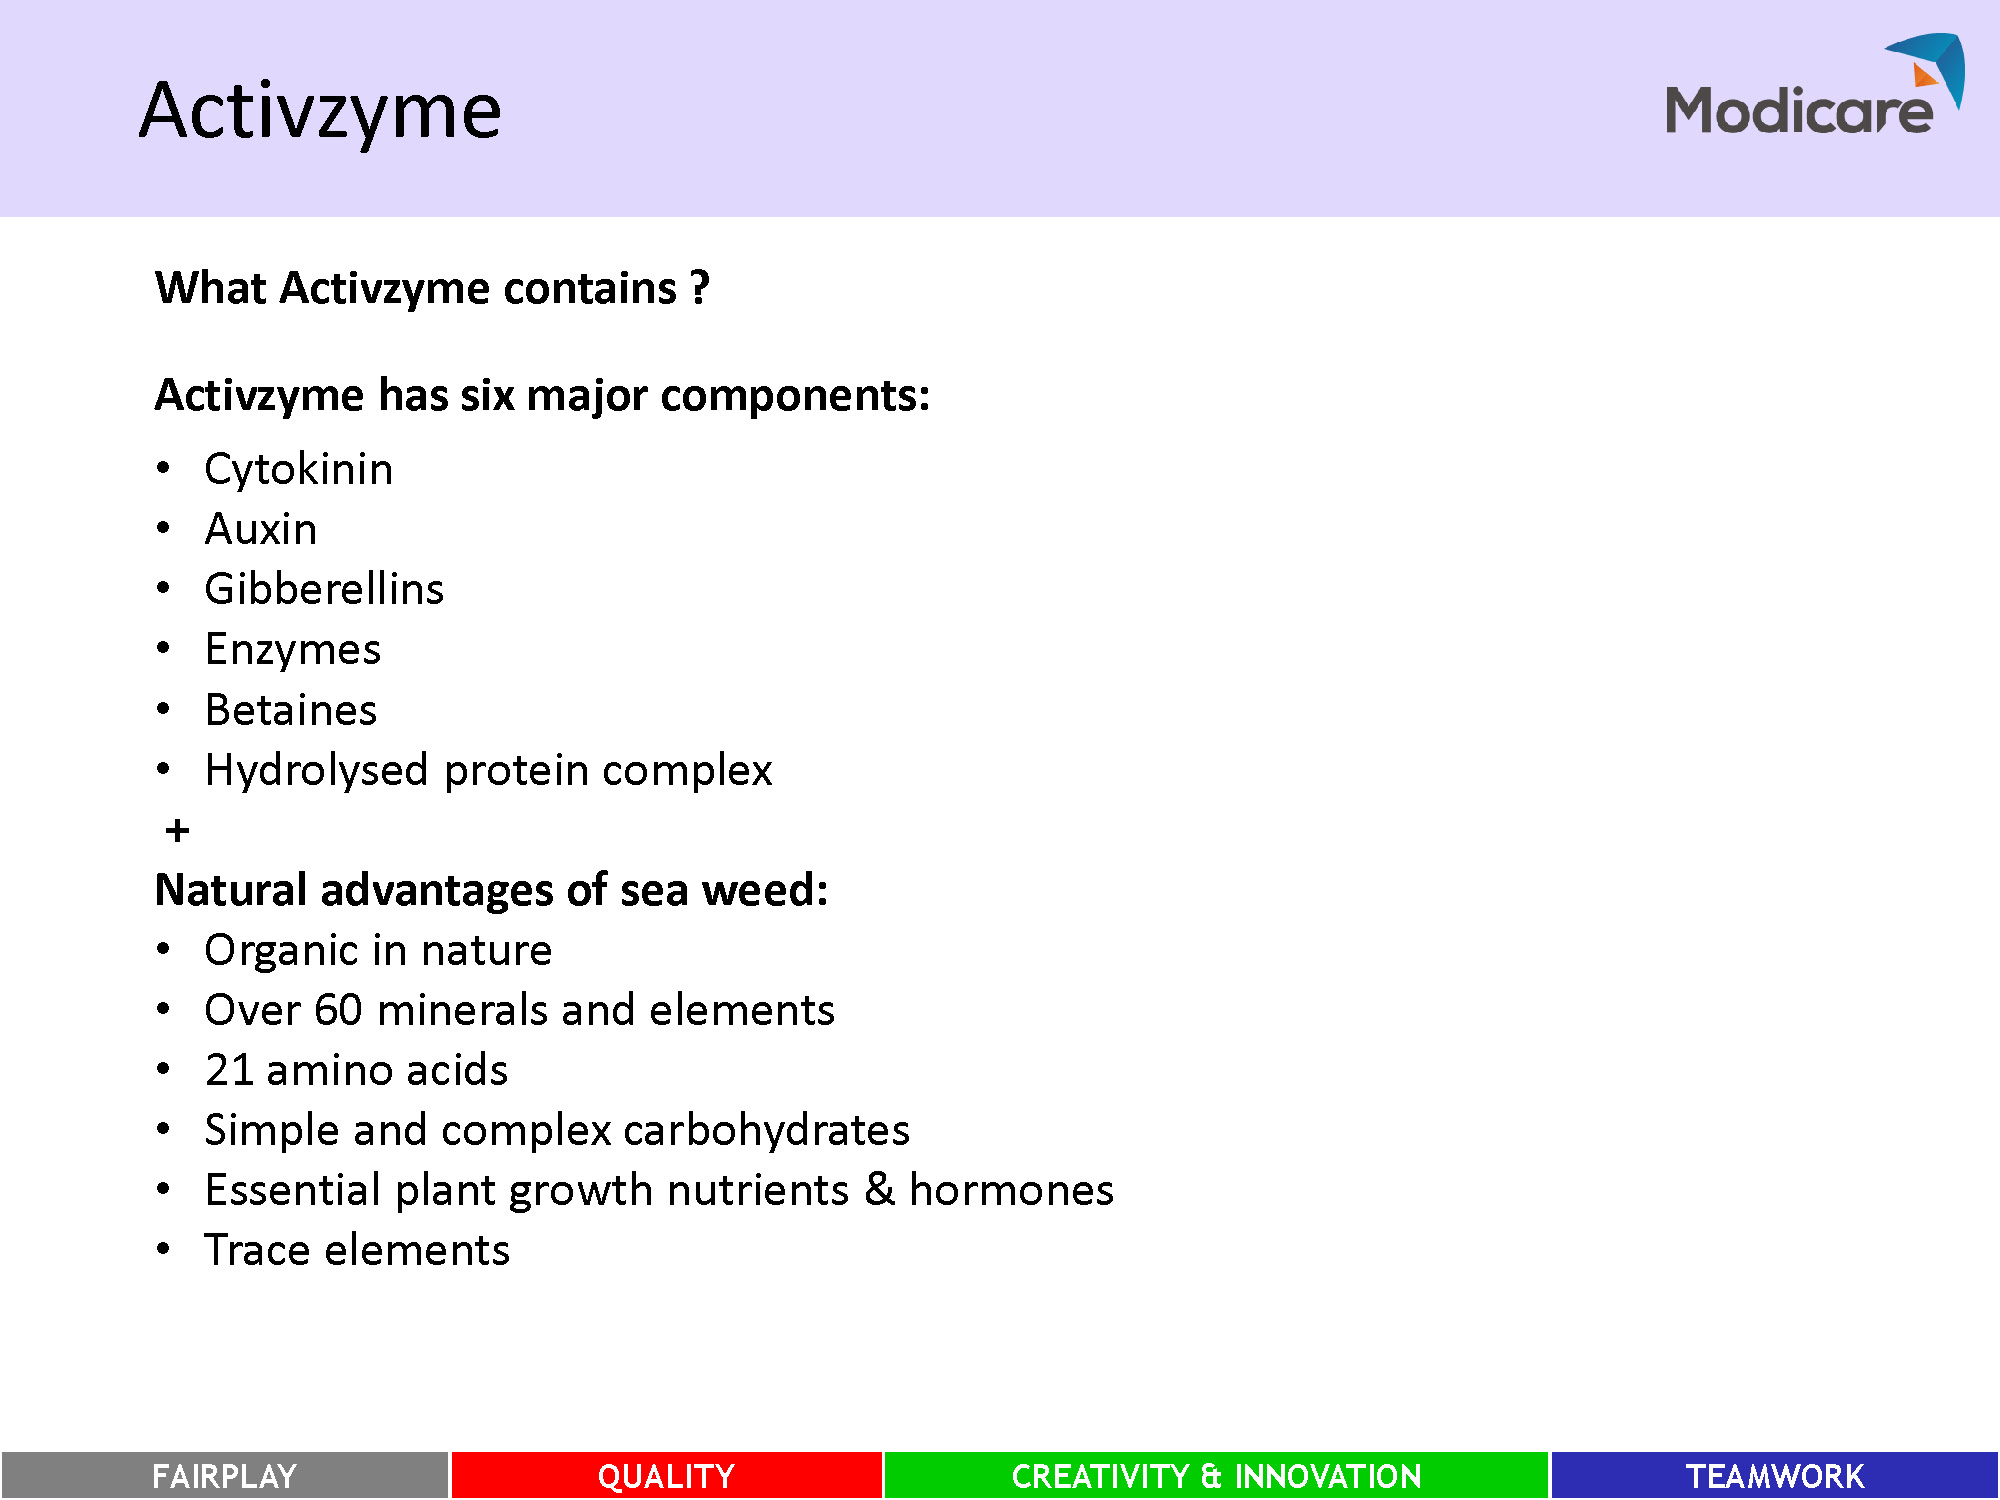 Activzyme
Modicare
What Activzyme contains ?
Activzyme has six major components:
• Cytokinin
• Auxin
• Gibberellins
• Enzymes
• Betaines
• Hydrolysed protein complex
+
Natural advantages of sea weed:
• Organic in nature
• Over 60 minerals and elements
• 21 amino acids
• Simple and complex carbohydrates
• Essential plant growth nutrients & hormones
• Trace elements
FAIRPLAY QUALITY CREATIVITY & INNOVATION TEAMWORK